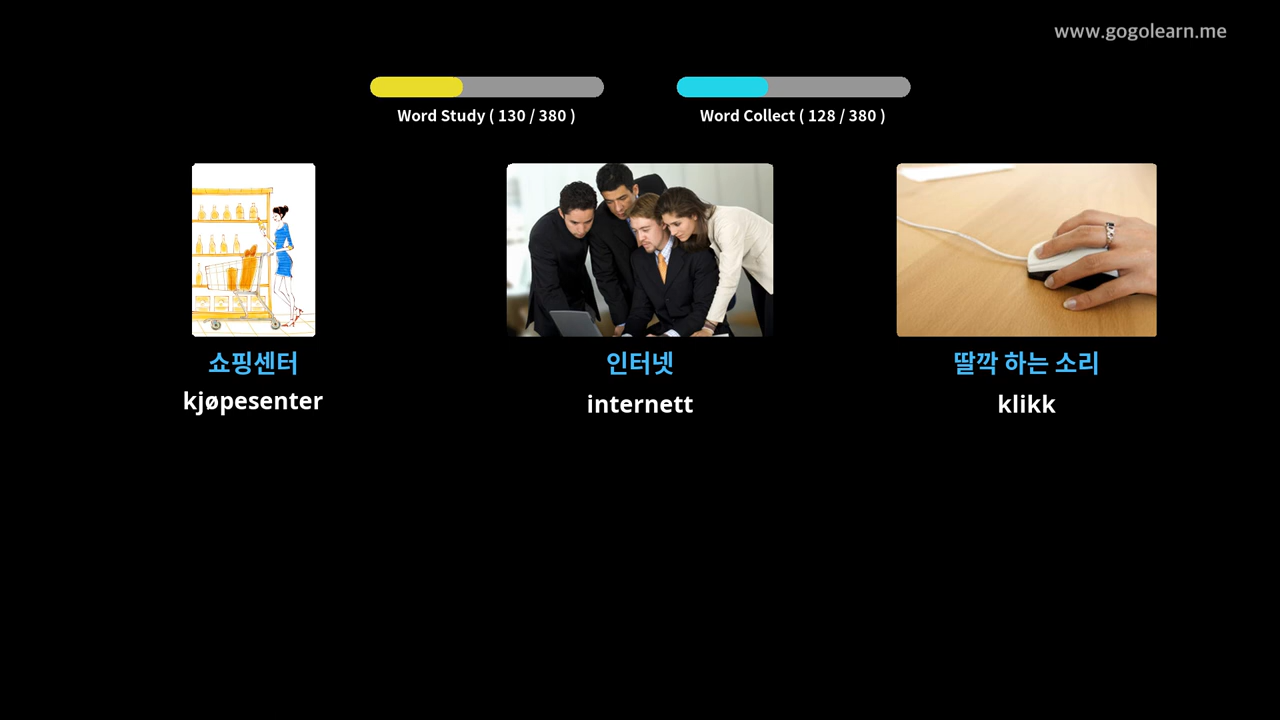 www.gogolearn.me
Word Study ( 130 / 380 )
Word Collect ( 128 / 380 )
쇼핑센터
kjøpesenter
인터넷
internett
딸깍 하는 소리
klikk